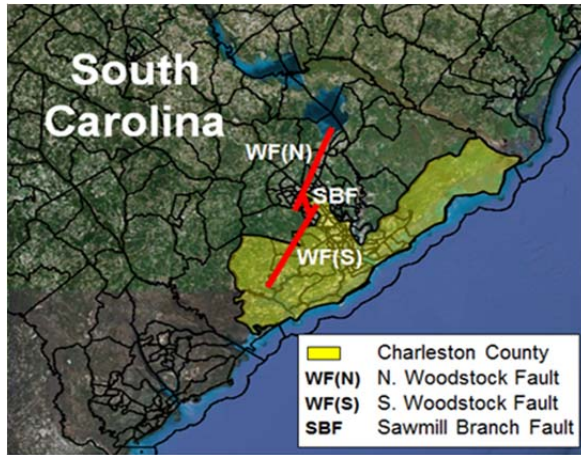 South
Carolina
WF(N)
SBF
WF(S)
Charleston County
WF(N) N. Woodstock Fault
WF(S) S. Woodstock Fault
SBF Sawmill Branch Fault